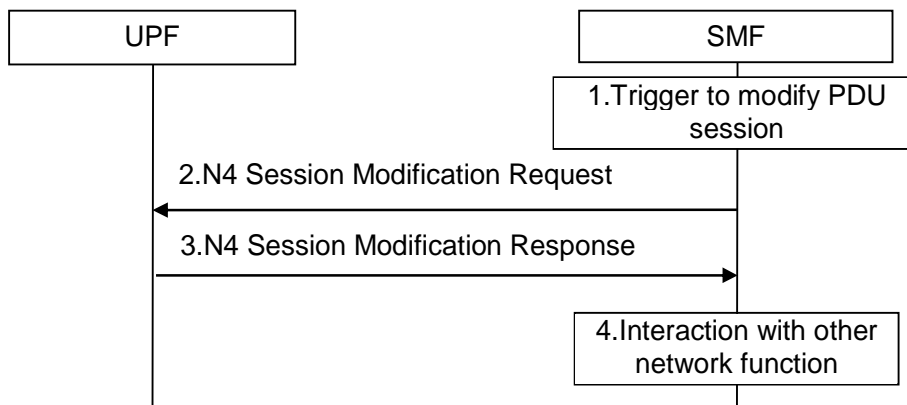 UPF
SMF
1.Trigger to modify PDU
session
2.N4 Session Modification Request
3.N4 Session Modification Response
4.Interaction with other
network function